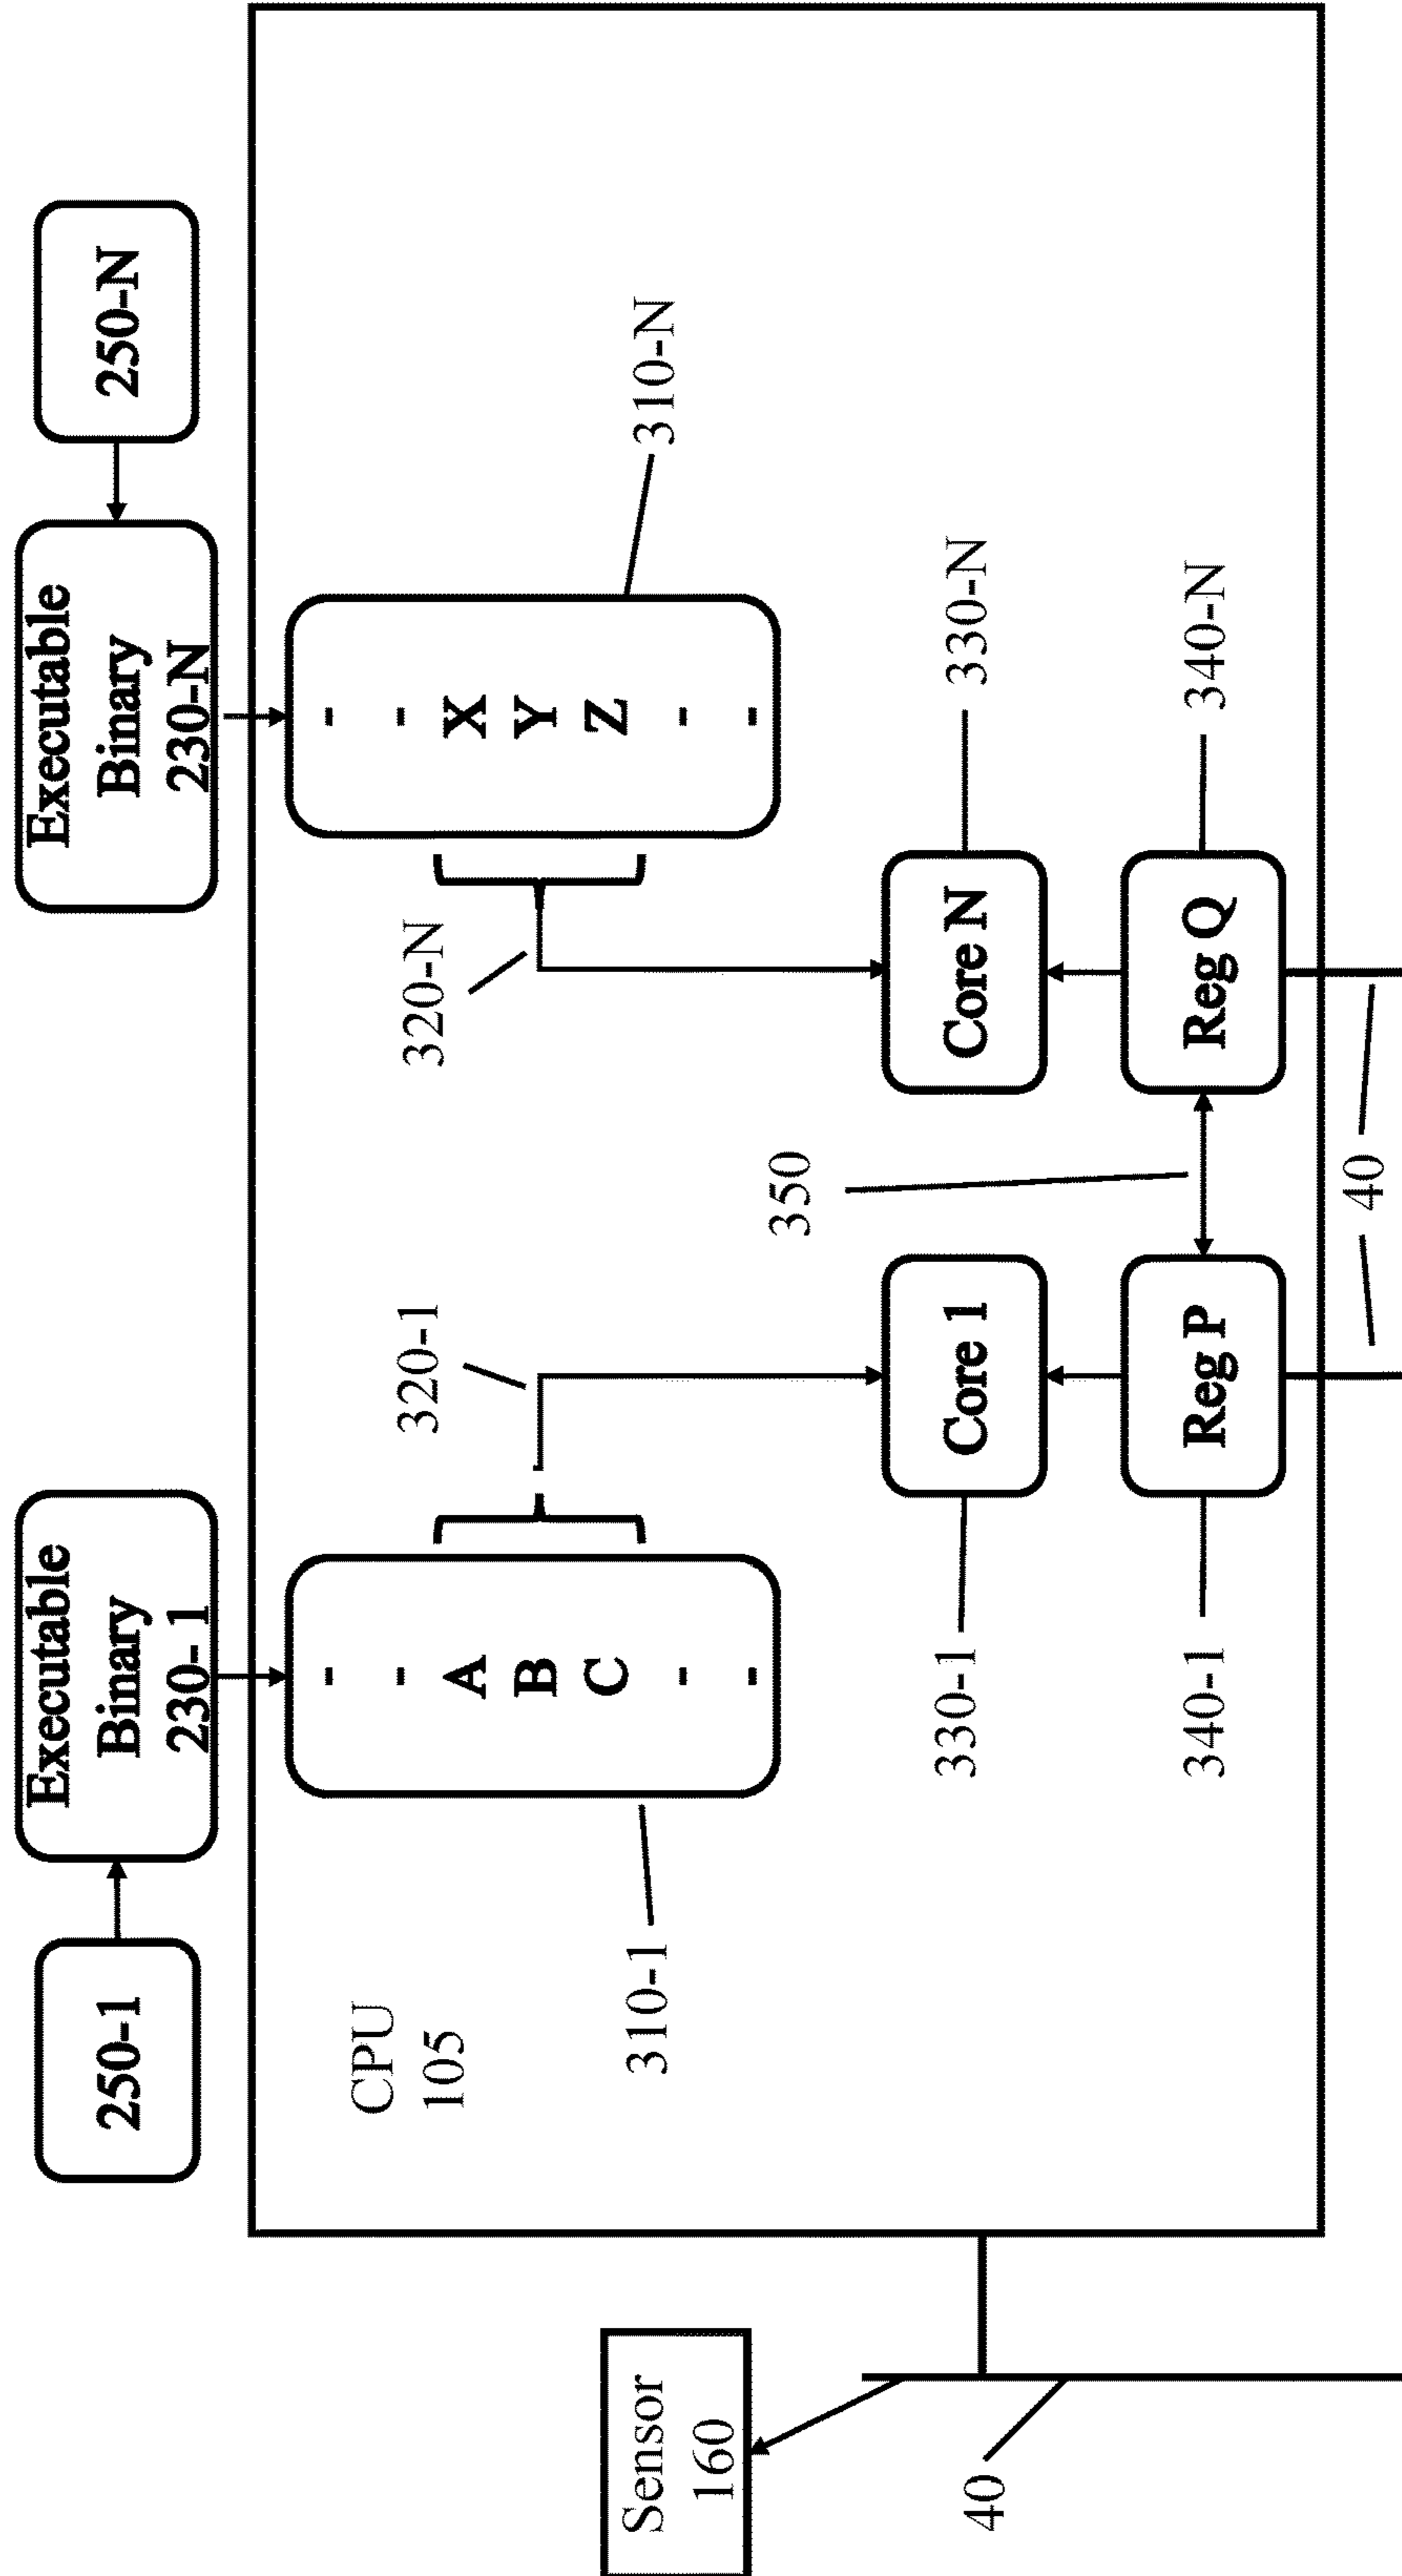 250-1
Executable
Binary
230-1
Executable
Binary
230-N
250-N
CPU
105
-
-
A
B
C
-
-
310-1
320-1
-
-
X
Y
Z
-
-
320-N
310-N
Sensor
160
330-1
Core 1
350
Core N
330-N
340-1
Reg P
Reg Q
340-N
40
40